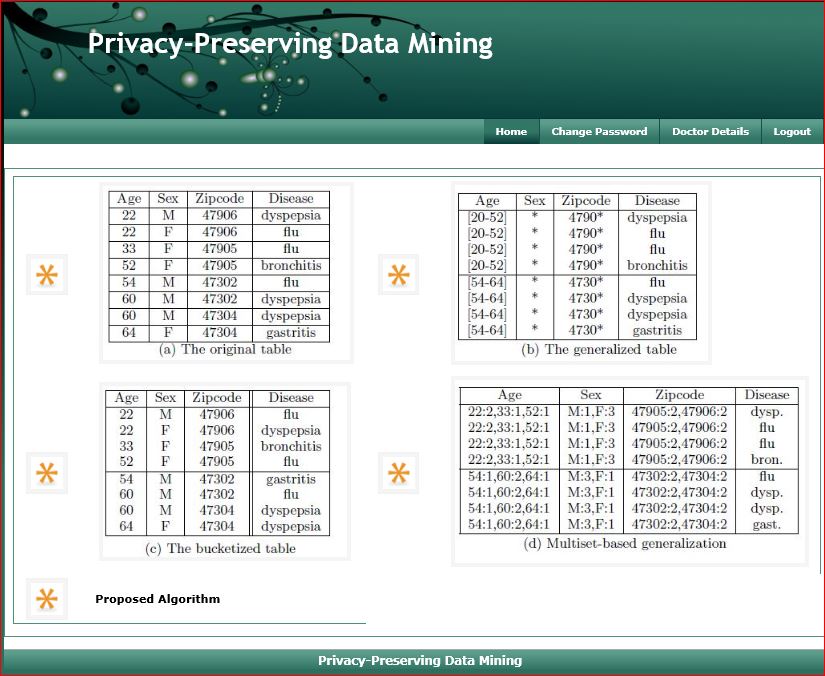 Privacy-Preserving Data Mining
Home Change Password Doctor Details Logout
Age Sex Zipcode Disease
22 M 47906 dyspepsia
22 F 47906 flu
33 F 47905 flu
52 F 47905 bronchitis
54 M 47302 flu
60 M 47302 dyspepsia
60 M 47304 dyspepsia
64 F 47304 gastritis
(a) The original table
Age Sex Zipcode Disease
[20-52] * 4790* dyspepsia
[20-52] * 4790* flu
[20-52] * 4790* flu
[20-52] * 4790* bronchitis
[54-64] * 4730* flu
[54-64] * 4730* dyspepsia
[54-64] * 4730* dyspepsia
[54-64] * 4730* gastritis
(b) The generalized table
Age Sex Zipcode Disease
22 M 47906 flu
22 F 47906 dyspepsia
33 F 47905 bronchitis
52 F 47905 flu
54 M 47302 gastritis
60 M 47302 flu
60 M 47304 dyspepsia
64 F 47304 dyspepsia
(c) The bucketized table
Age Sex Zipcode Disease
22:2,33:1,52:1 M:1,F:3 47905:2,47906:2 dysp.
22:2,33:1,52:1 M:1,F:3 47905:2,47906:2 flu
22:2,33:1,52:1 M:1,F:3 47905:2,47906:2 flu
22:2,33:1,52:1 M:1,F:3 47905:2,47906:2 bron.
54:1,60:2,64:1 M:3,F:1 47302:2,47304:2 flu
54:1,60:2,64:1 M:3,F:1 47302:2,47304:2 dysp.
54:1,60:2,64:1 M:3,F:1 47302:2,47304:2 dysp.
54:1,60:2,64:1 M:3,F:1 47302:2,47304:2 gast.
(d) Multiset-based generalization
Proposed Algorithm
Privacy-Preserving Data Mining